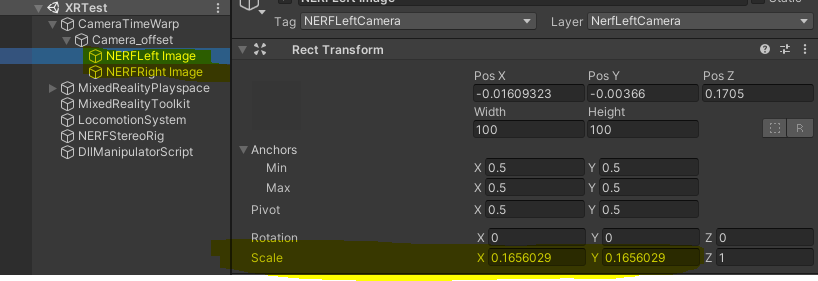 XRTest
CameraTimeWarp
Camera_offset
NERFLeft Image
NERFRight Image
MixedRealityPlayspace
MixedRealityToolkit
LocomotionSystem
NERFStereoRig
DllManipulatorScript
NERFLeft Image
Static
Tag NERFLeftCamera Layer NerfLeftCamera
Rect Transform
Pos X Pos Y Pos Z
-0.01609323 -0.00366 0.1705
Width Height
100 100
R
Anchors
Min X 0.5 Y 0.5
Max X 0.5 Y 0.5
Pivot X 0.5 Y 0.5
Rotation X 0 Y 0 Z 0
Scale X 0.1656029 Y 0.1656029 Z 1